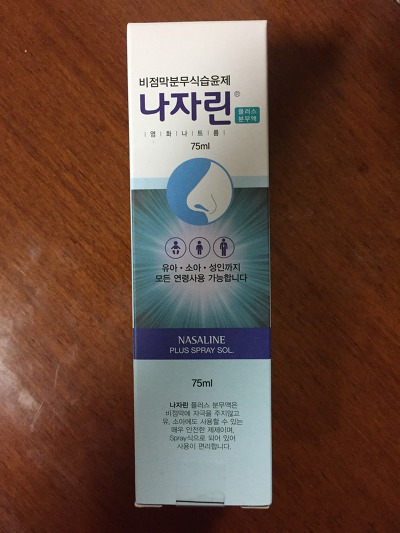 비점막분무식습윤제
나자린®
플러스
분무액
|염|화|나|트|륨|
75ml
유아·소아·성인까지
모든 연령사용 가능합니다
NASALINE
PLUS SPRAY SOL.
75ml
나자린 플러스 분무액은
비점막에 자극을 주지않고
유, 소아에도 사용할 수 있는
매우 안전한 제제이며,
Spray식으로 되어 있어
사용이 편리합니다.